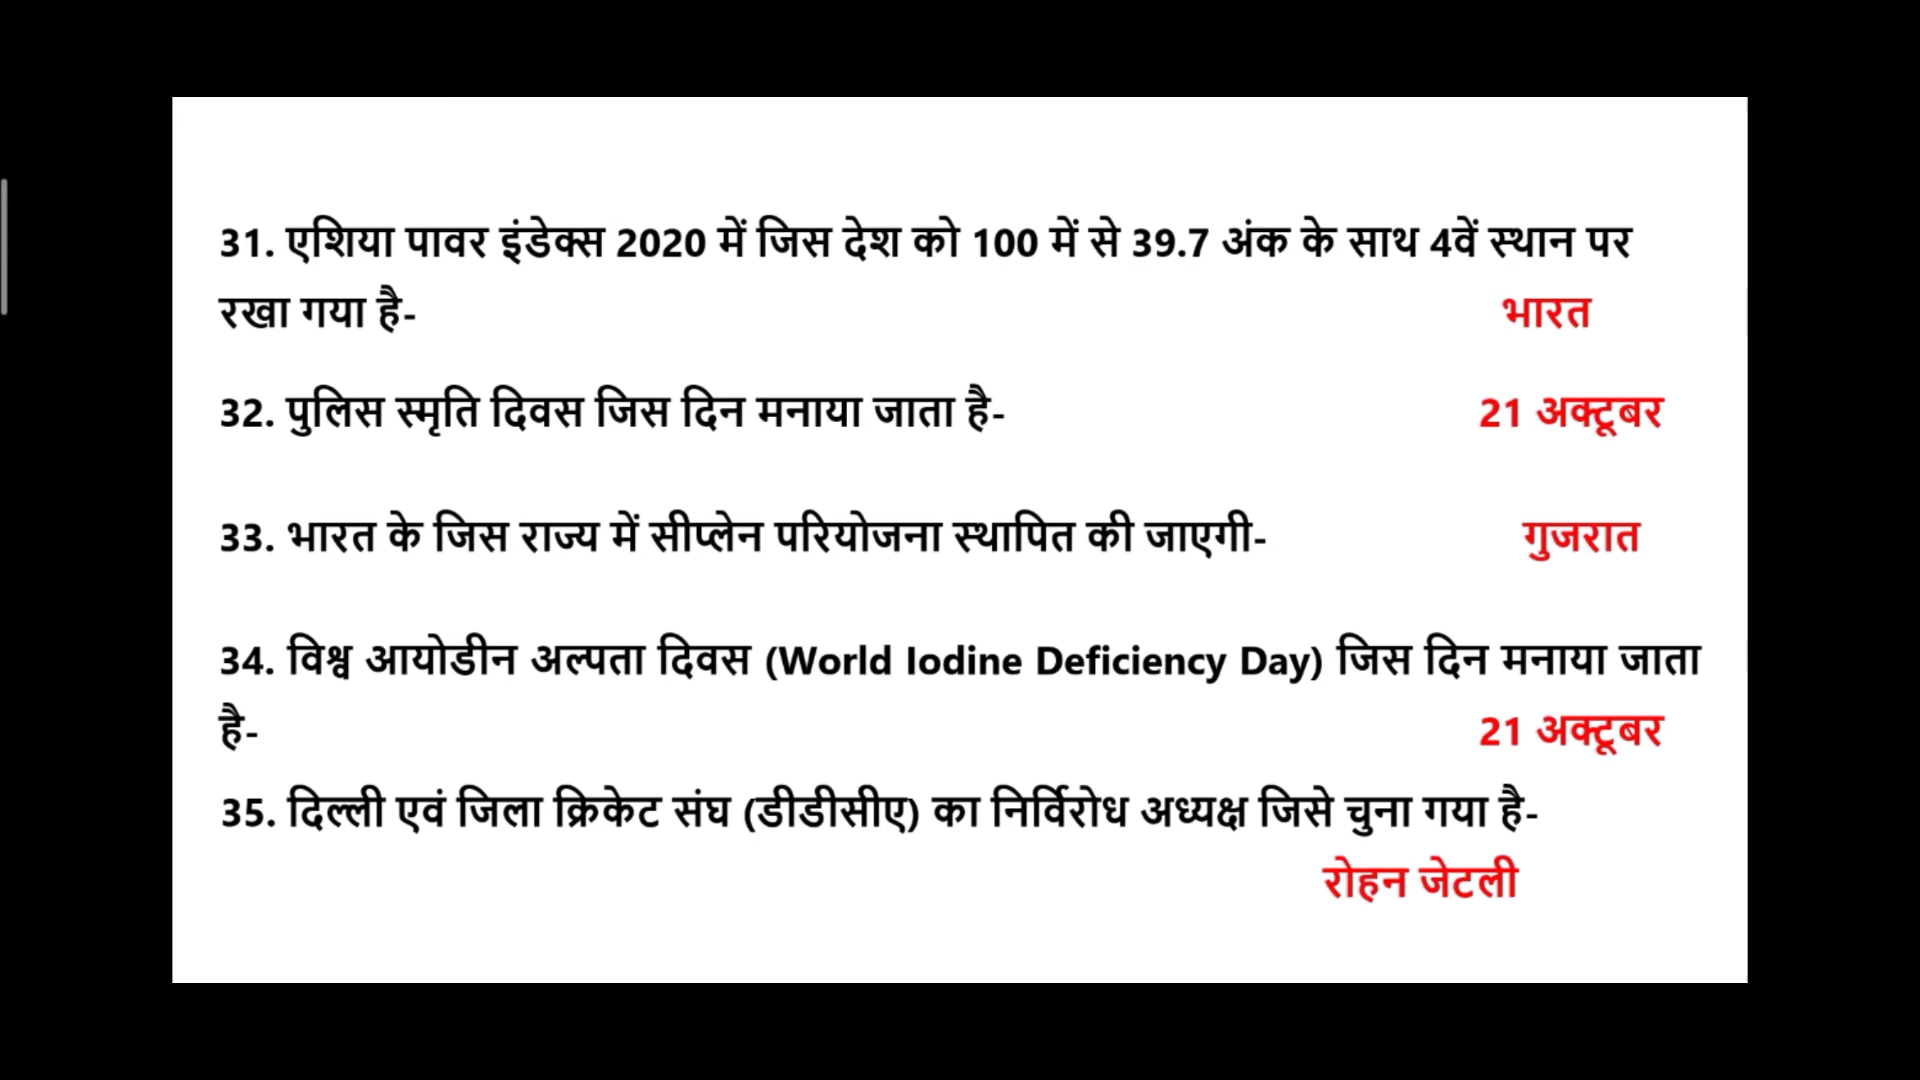 31. एशिया पावर इंडेक्स 2020 में जिस देश को 100 में से 39.7 अंक के साथ 4वें स्थान पर
रखा गया है- भारत
32. पुलिस स्मृति दिवस जिस दिन मनाया जाता है- 21 अक्टूबर
33. भारत के जिस राज्य में सीप्लेन परियोजना स्थापित की जाएगी- गुजरात
34. विश्व आयोडीन अल्पता दिवस (World Iodine Deficiency Day) जिस दिन मनाया जाता
है- 21 अक्टूबर
35. दिल्ली एवं जिला क्रिकेट संघ (डीडीसीए) का निर्विरोध अध्यक्ष जिसे चुना गया है-
रोहन जेटली